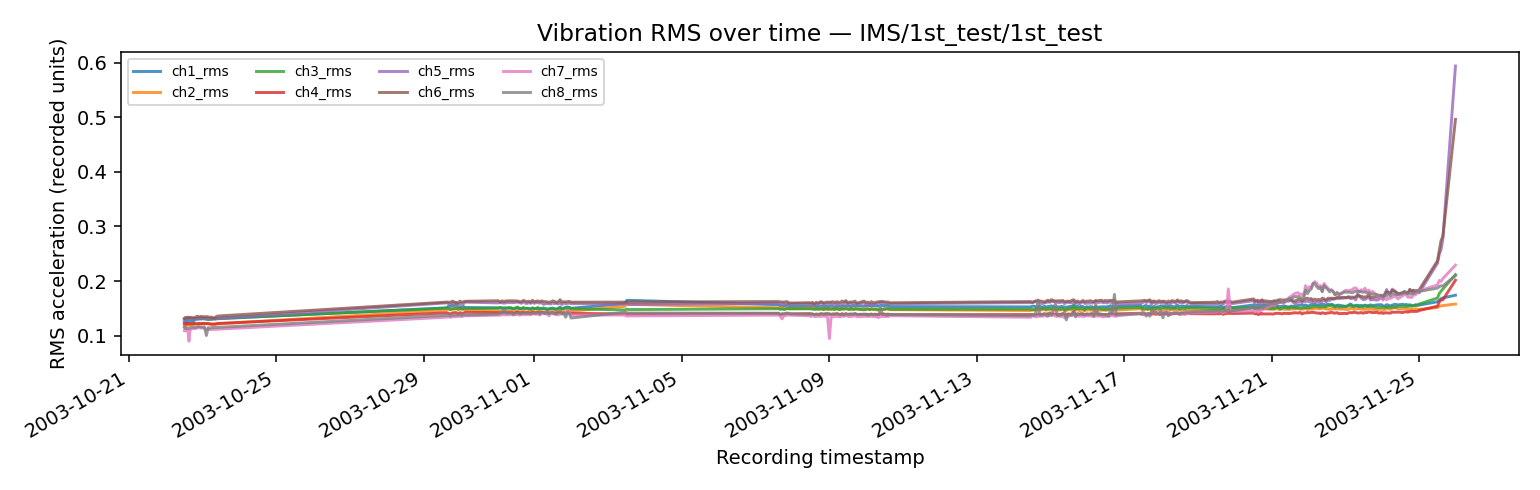 Vibration RMS over time — IMS/1st_test/1st_test
RMS acceleration (recorded units)
0.6
0.5
0.4
0.3
0.2
0.1
ch1_rms ch3_rms ch5_rms ch7_rms
ch2_rms ch4_rms ch6_rms ch8_rms
2003-10-21 2003-10-25 2003-10-29 2003-11-01 2003-11-05 2003-11-09 2003-11-13 2003-11-17 2003-11-21 2003-11-25
Recording timestamp